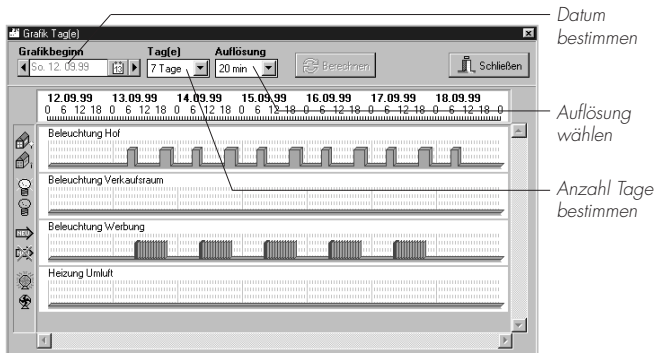 Grafik Tag(e)
Grafikbeginn Tag(e) Auflösung
So. 12. 09.99 13 7 Tage 20 min Berechnen Schließen
12.09.99 13.09.99 14.09.99 15.09.99 16.09.99 17.09.99 18.09.99
0 6 12 18 0 6 12 18 0 6 12 18 0 6 12 18 0 6 12 18 0 6 12 18 0 6 12 18 0
Beleuchtung Hof
Beleuchtung Verkaufsraum
Beleuchtung Werbung
Heizung Umluft
Datum
bestimmen
Auflösung
wählen
Anzahl Tage
bestimmen